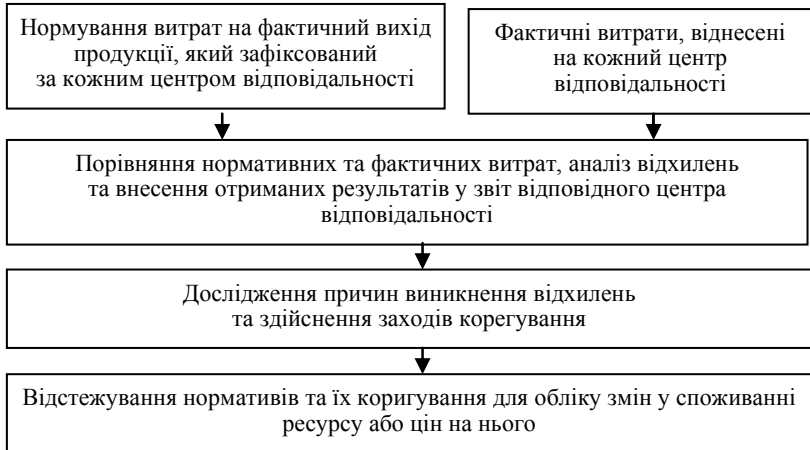 Нормування витрат на фактичний вихід
продукції, який зафіксований
за кожним центром відповідальності
Фактичні витрати, віднесені
на кожний центр
відповідальності
Порівняння нормативних та фактичних витрат, аналіз відхилень
та внесення отриманих результатів у звіт відповідного центра
відповідальності
Дослідження причин виникнення відхилень
та здійснення заходів корегування
Відстежування нормативів та їх коригування для обліку змін у споживанні
ресурсу або цін на нього